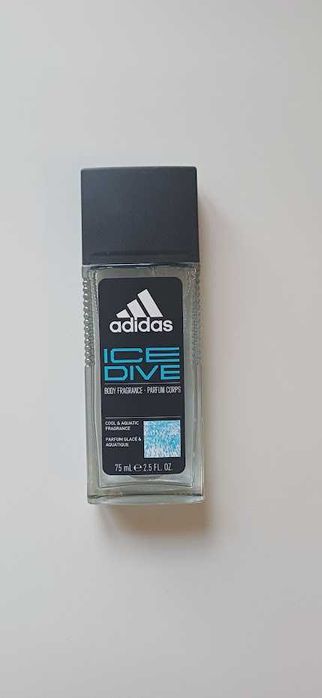 adidas
ICE
DIVE
BODY FRAGRANCE · PARFUM CORPS
COOL & AQUATIC
FRAGRANCE
PARFUM GLACÉ &
AQUATIQUE
75 mL ℮ 2.5 FL. OZ.